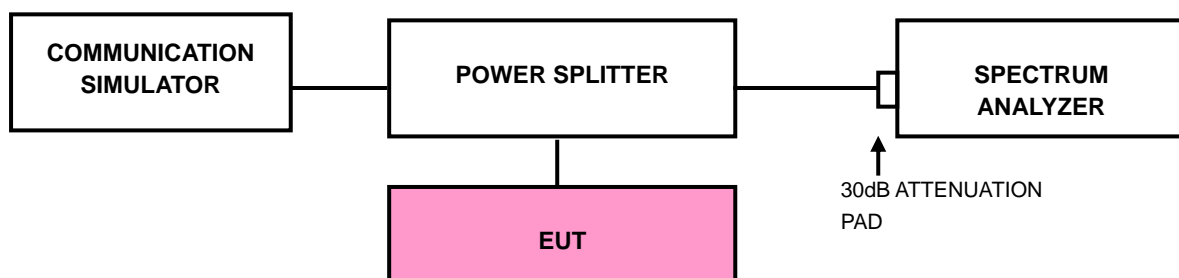 COMMUNICATION
SIMULATOR
POWER SPLITTER
SPECTRUM
ANALYZER
30dB ATTENUATION
PAD
EUT